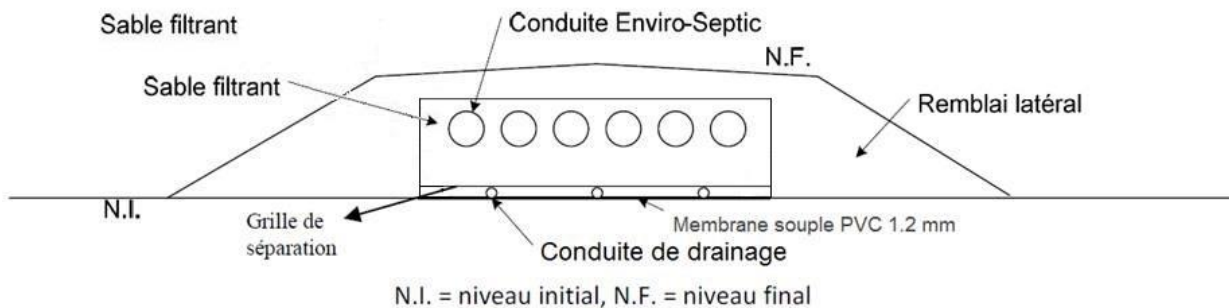 Sable filtrant
Conduite Enviro-Septic
N.F.
Sable filtrant
Remblai latéral
N.I.
Grille de
séparation
Membrane souple PVC 1.2 mm
Conduite de drainage
N.I. = niveau initial, N.F. = niveau final